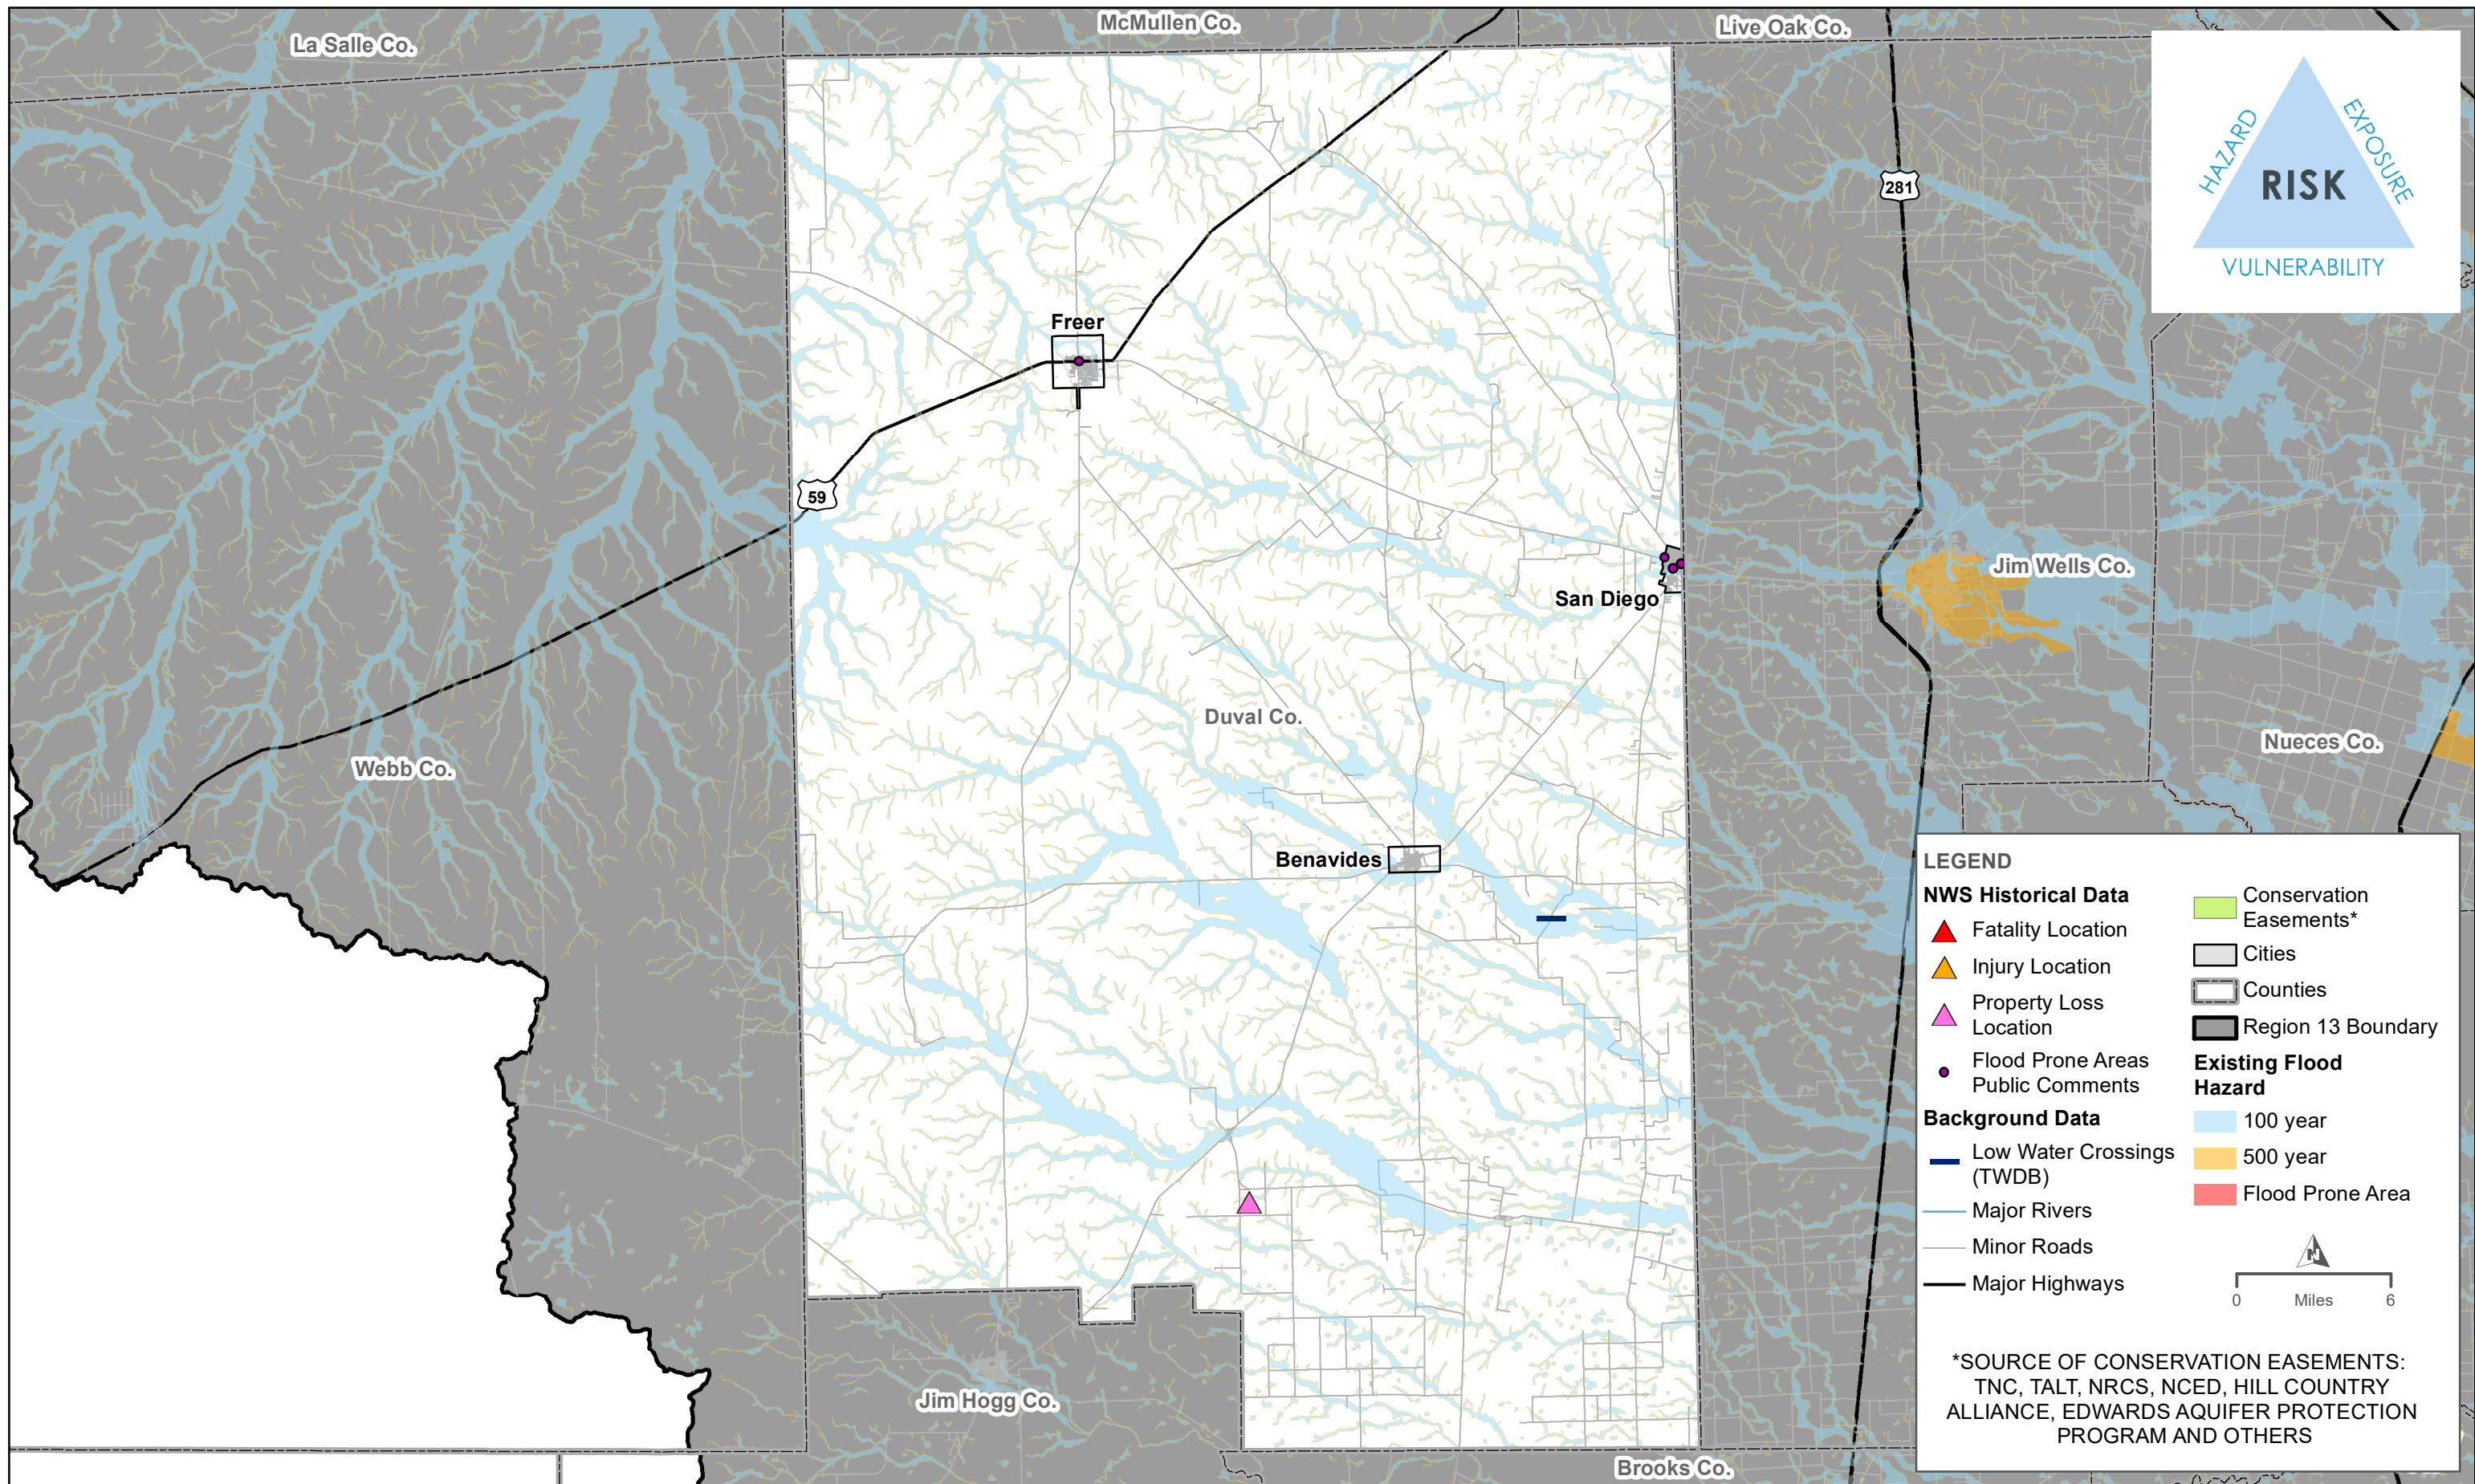 La Salle Co.
McMullen Co.
Live Oak Co.
HAZARD
EXPOSURE
RISK
VULNERABILITY
281
Freer
59
San Diego
Jim Wells Co.
Duval Co.
Nueces Co.
Webb Co.
Benavides
Jim Hogg Co.
Brooks Co.
LEGEND
NWS Historical Data
Fatality Location
Injury Location
Property Loss
Location
Flood Prone Areas
Public Comments
Background Data
Low Water Crossings
(TWDB)
Major Rivers
Minor Roads
Major Highways
Conservation
Easements*
Cities
Counties
Region 13 Boundary
Existing Flood
Hazard
100 year
500 year
Flood Prone Area
N
0 Miles 6
*SOURCE OF CONSERVATION EASEMENTS:
TNC, TALT, NRCS, NCED, HILL COUNTRY
ALLIANCE, EDWARDS AQUIFER PROTECTION
PROGRAM AND OTHERS